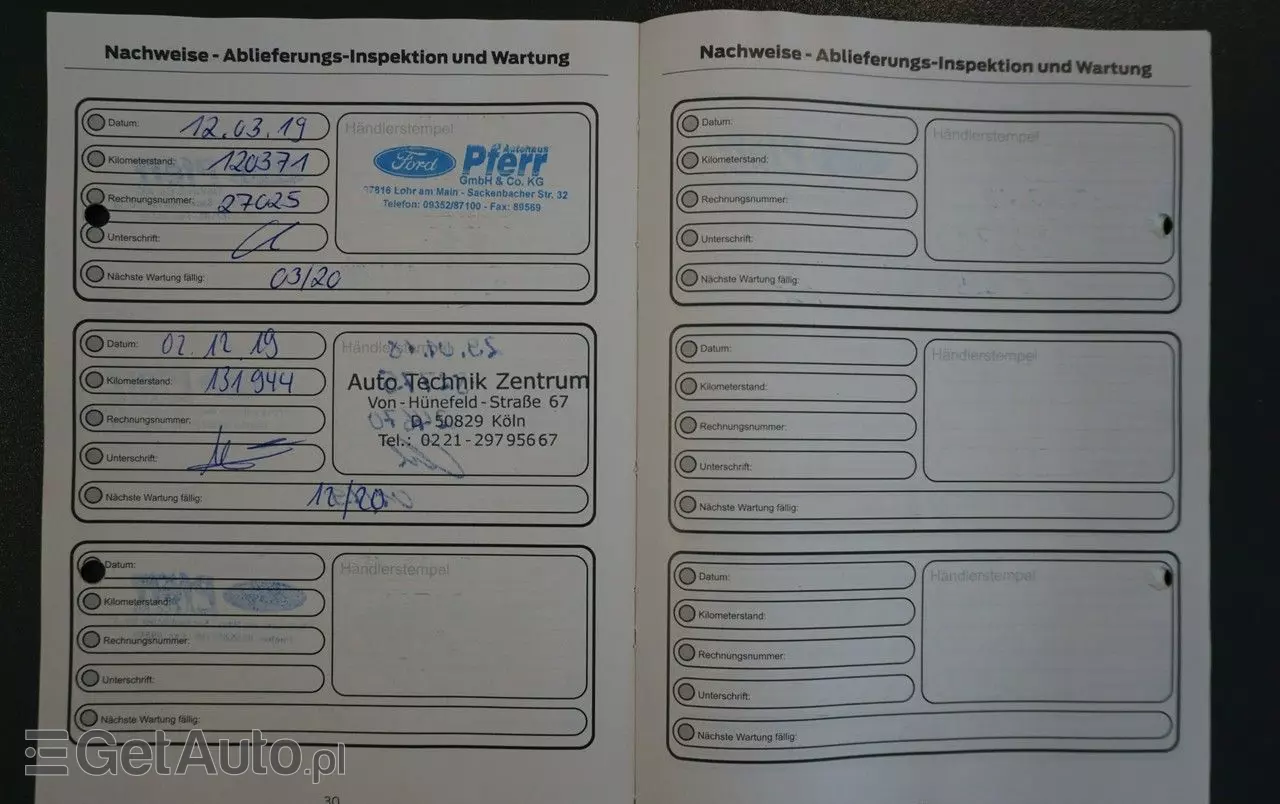 Nachweise - Ablieferungs-Inspektion und Wartung
Datum: 12.03.19
Kilometerstand: 120371
Rechnungsnummer: 27025
Unterschrift:
Nächste Wartung fällig: 03/20
Händlerstempel
Ford Autohaus
Pferr
GmbH & Co. KG
97816 Lohr am Main - Sackenbacher Str. 32
Telefon: 09352/87100 - Fax: 89569
Datum: 02.12.19
Kilometerstand: 131944
Rechnungsnummer:
Unterschrift:
Nächste Wartung fällig: 12/20
Händlerstempel
Auto Technik Zentrum
Von-Hünefeld-Straße 67
D-50829 Köln
Tel.: 0221-29795667
Datum:
Kilometerstand:
Rechnungsnummer:
Unterschrift:
Nächste Wartung fällig:
Händlerstempel
30
Nachweise - Ablieferungs-Inspektion und Wartung
Datum:
Kilometerstand:
Rechnungsnummer:
Unterschrift:
Nächste Wartung fällig:
Händlerstempel
Datum:
Kilometerstand:
Rechnungsnummer:
Unterschrift:
Nächste Wartung fällig:
Händlerstempel
Datum:
Kilometerstand:
Rechnungsnummer:
Unterschrift:
Nächste Wartung fällig:
Händlerstempel
GetAuto.pl